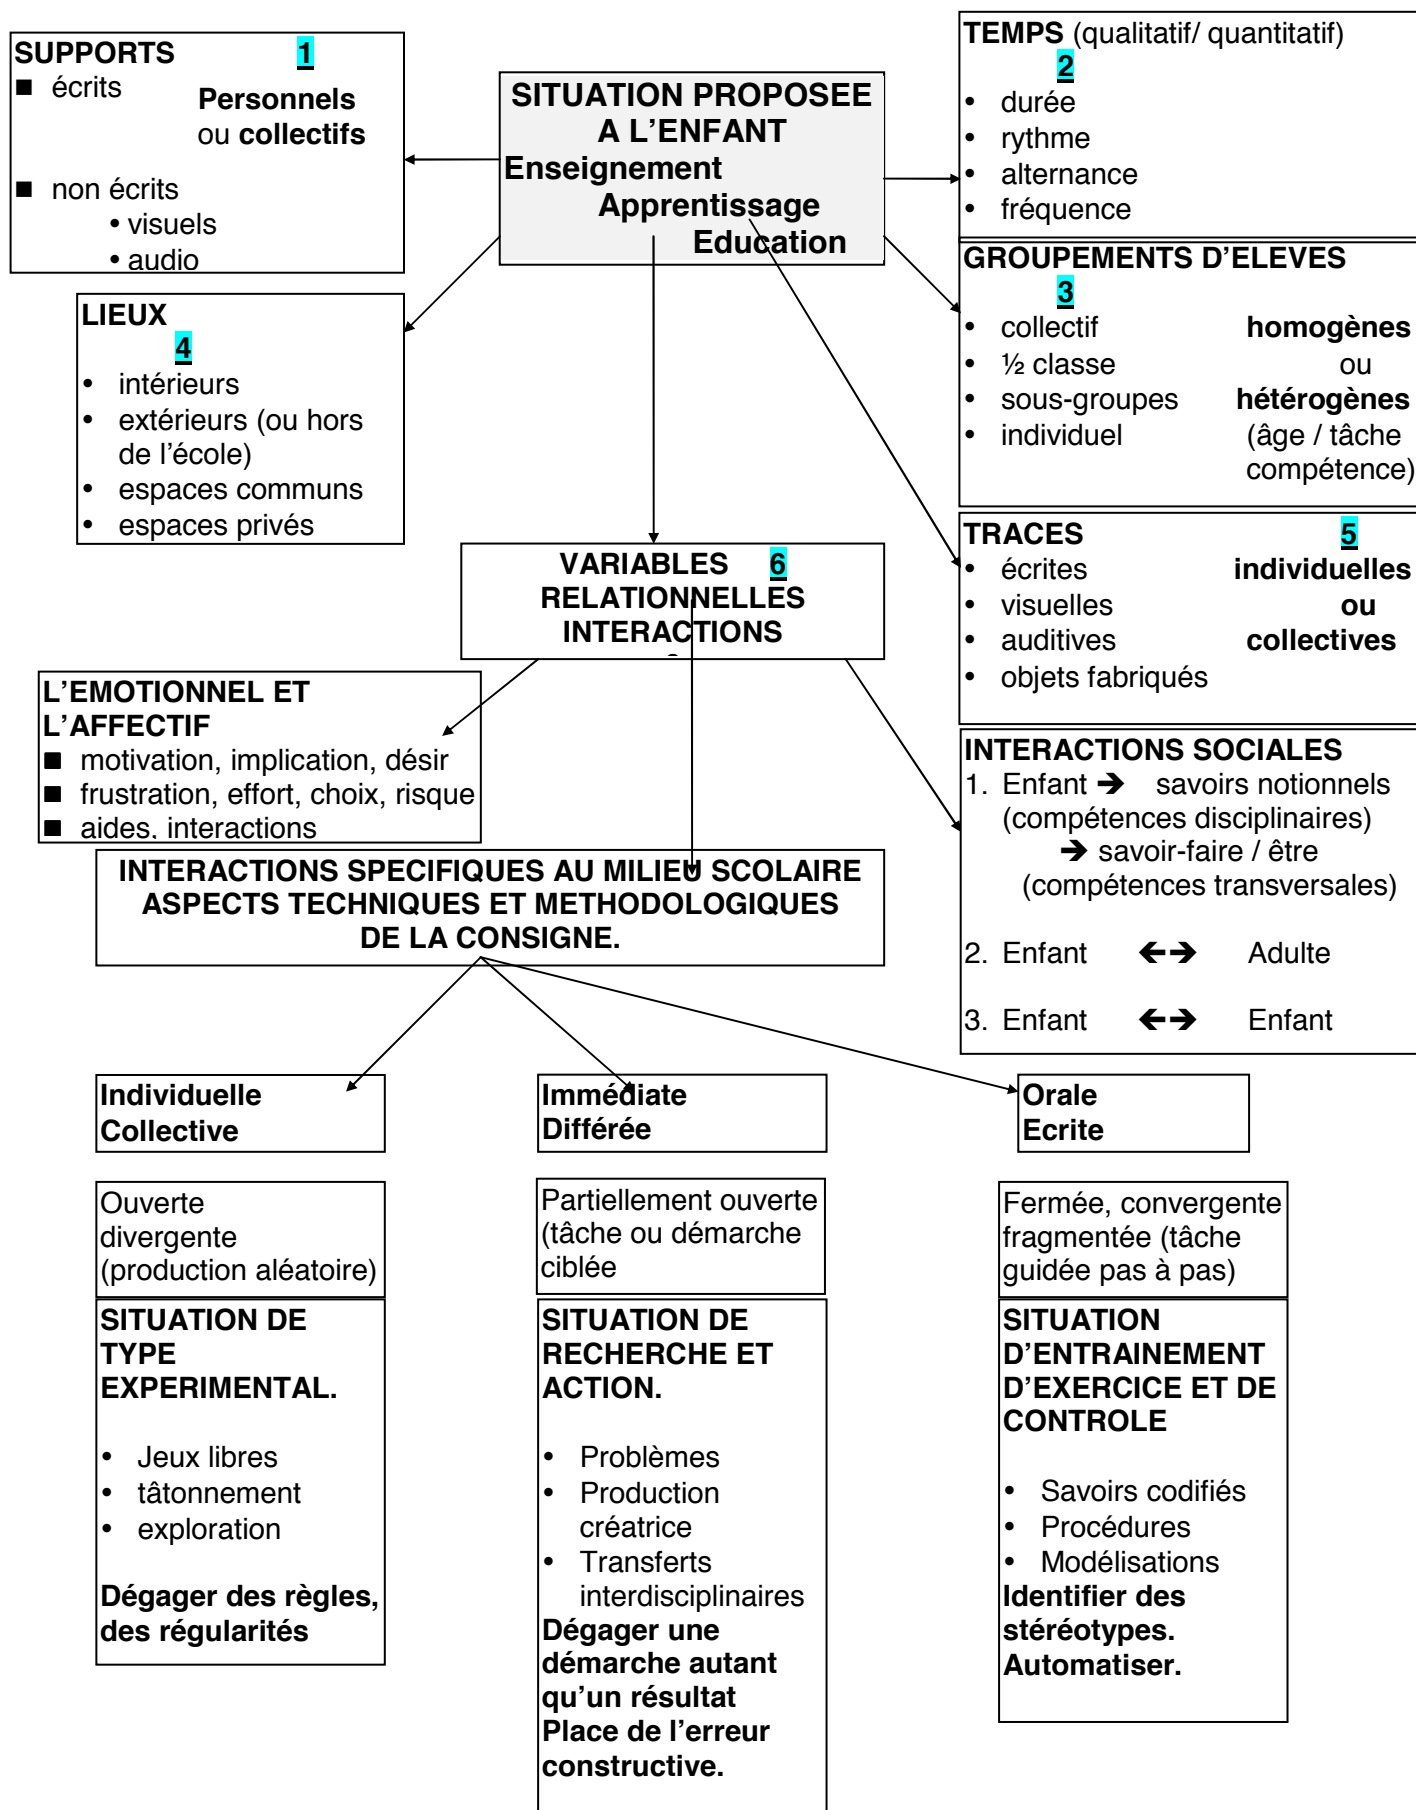 SUPPORTS 1
■ écrits
Personnels
ou collectifs
■ non écrits
• visuels
• audio
SITUATION PROPOSEE
A L'ENFANT
Enseignement
Apprentissage
Education
TEMPS (qualitatif/ quantitatif)
2
• durée
• rythme
• alternance
• fréquence
GROUPEMENTS D'ELEVES
3
• collectif homogènes
• ½ classe ou
• sous-groupes hétérogènes
• individuel (âge / tâche
compétence)
LIEUX
4
• intérieurs
• extérieurs (ou hors
de l'école)
• espaces communs
• espaces privés
TRACES 5
• écrites individuelles
• visuelles ou
• auditives collectives
• objets fabriqués
VARIABLES 6
RELATIONNELLES
INTERACTIONS
L'EMOTIONNEL ET
L'AFFECTIF
■ motivation, implication, désir
■ frustration, effort, choix, risque
■ aides, interactions
INTERACTIONS SOCIALES
1. Enfant ➔ savoirs notionnels
(compétences disciplinaires)
➔ savoir-faire / être
(compétences transversales)
2. Enfant ←→ Adulte
3. Enfant ←→ Enfant
INTERACTIONS SPECIFIQUES AU MILIEU SCOLAIRE
ASPECTS TECHNIQUES ET METHODOLOGIQUES
DE LA CONSIGNE.
Individuelle
Collective
Immédiate
Différée
Orale
Ecrite
Ouverte
divergente
(production aléatoire)
Partiellement ouverte
(tâche ou démarche
ciblée
Fermée, convergente
fragmentée (tâche
guidée pas à pas)
SITUATION DE
TYPE
EXPERIMENTAL.
• Jeux libres
• tâtonnement
• exploration
Dégager des règles,
des régularités
SITUATION DE
RECHERCHE ET
ACTION.
• Problèmes
• Production
créatrice
• Transferts
interdisciplinaires
Dégager une
démarche autant
qu'un résultat
Place de l'erreur
constructive.
SITUATION
D'ENTRAINEMENT
D'EXERCICE ET DE
CONTROLE
• Savoirs codifiés
• Procédures
• Modélisations
Identifier des
stéréotypes.
Automatiser.